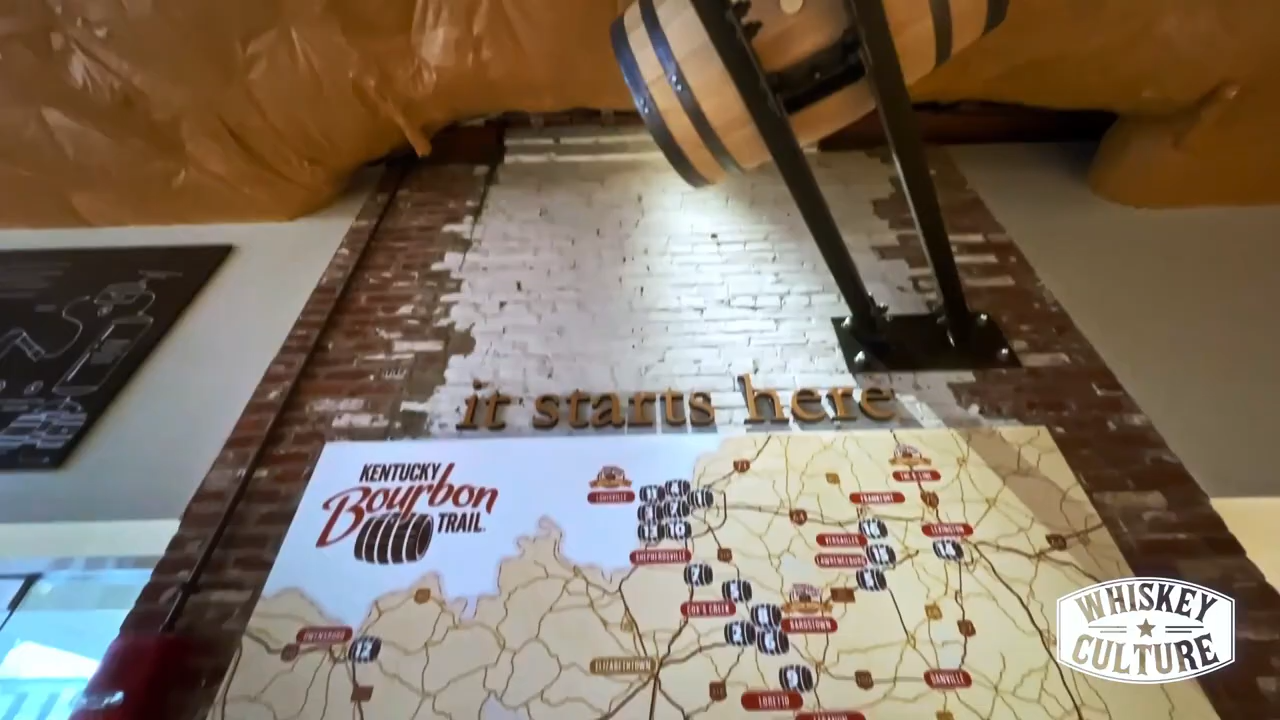 it starts here
KENTUCKY
Bourbon
TRAIL
LOUISVILLE
FRANKFORT
SHEPHERDSVILLE
VERSAILLES
LEXINGTON
LAWRENCEBURG
COX'S CREEK
BARDSTOWN
OWENSBORO
ELIZABETHTOWN
DANVILLE
LORETTO
LEBANON
WHISKEY
CULTURE